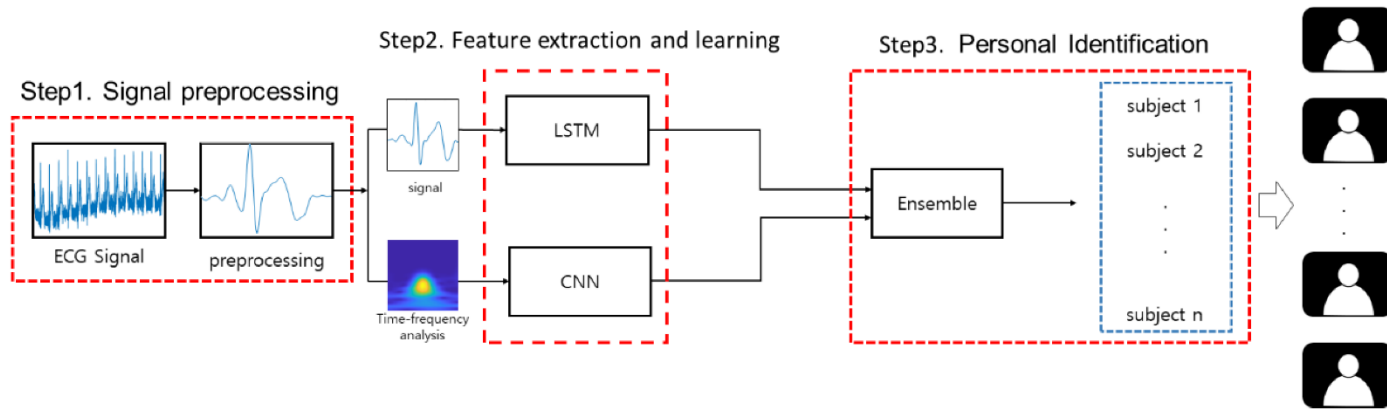 Step1. Signal preprocessing
ECG Signal
preprocessing
Step2. Feature extraction and learning
signal
LSTM
Time-frequency
analysis
CNN
Step3. Personal Identification
Ensemble
subject 1
subject 2
.
.
.
subject n
.
.
.